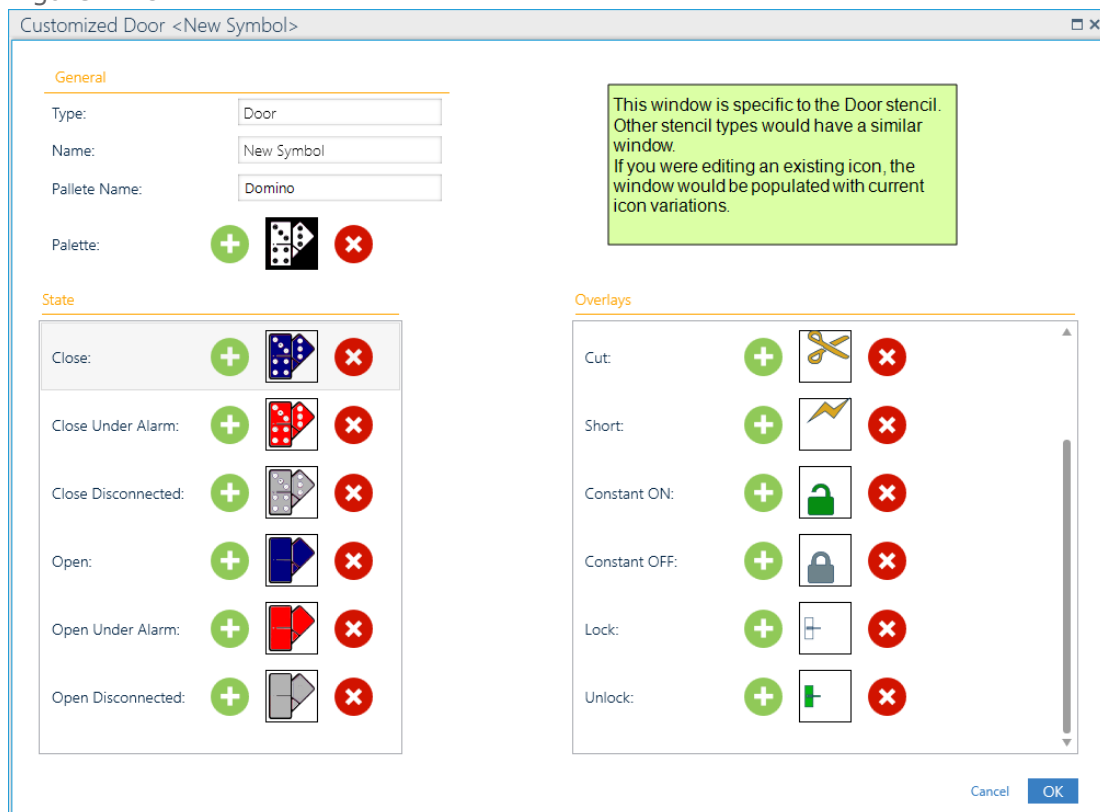 Customized Door <New Symbol>
General
Type:
Door
Name:
New Symbol
Pallete Name:
Domino
Palette:
This window is specific to the Door stencil.
Other stencil types would have a similar
window.
If you were editing an existing icon, the
window would be populated with current
icon variations.
State
Close:
Close Under Alarm:
Close Disconnected:
Open:
Open Under Alarm:
Open Disconnected:
Overlays
Cut:
Short:
Constant ON:
Constant OFF:
Lock:
Unlock:
Cancel
OK